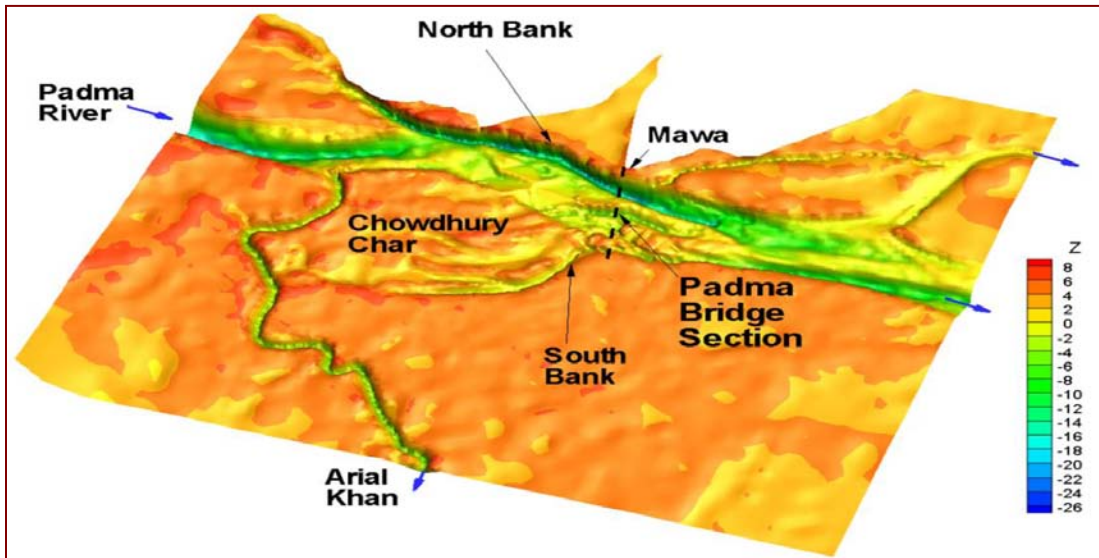 North Bank
Padma
River
Mawa
Chowdhury
Char
Padma
Bridge
Section
South
Bank
Arial
Khan
Z
8
6
4
2
0
-2
-4
-6
-8
-10
-12
-14
-16
-18
-20
-22
-24
-26